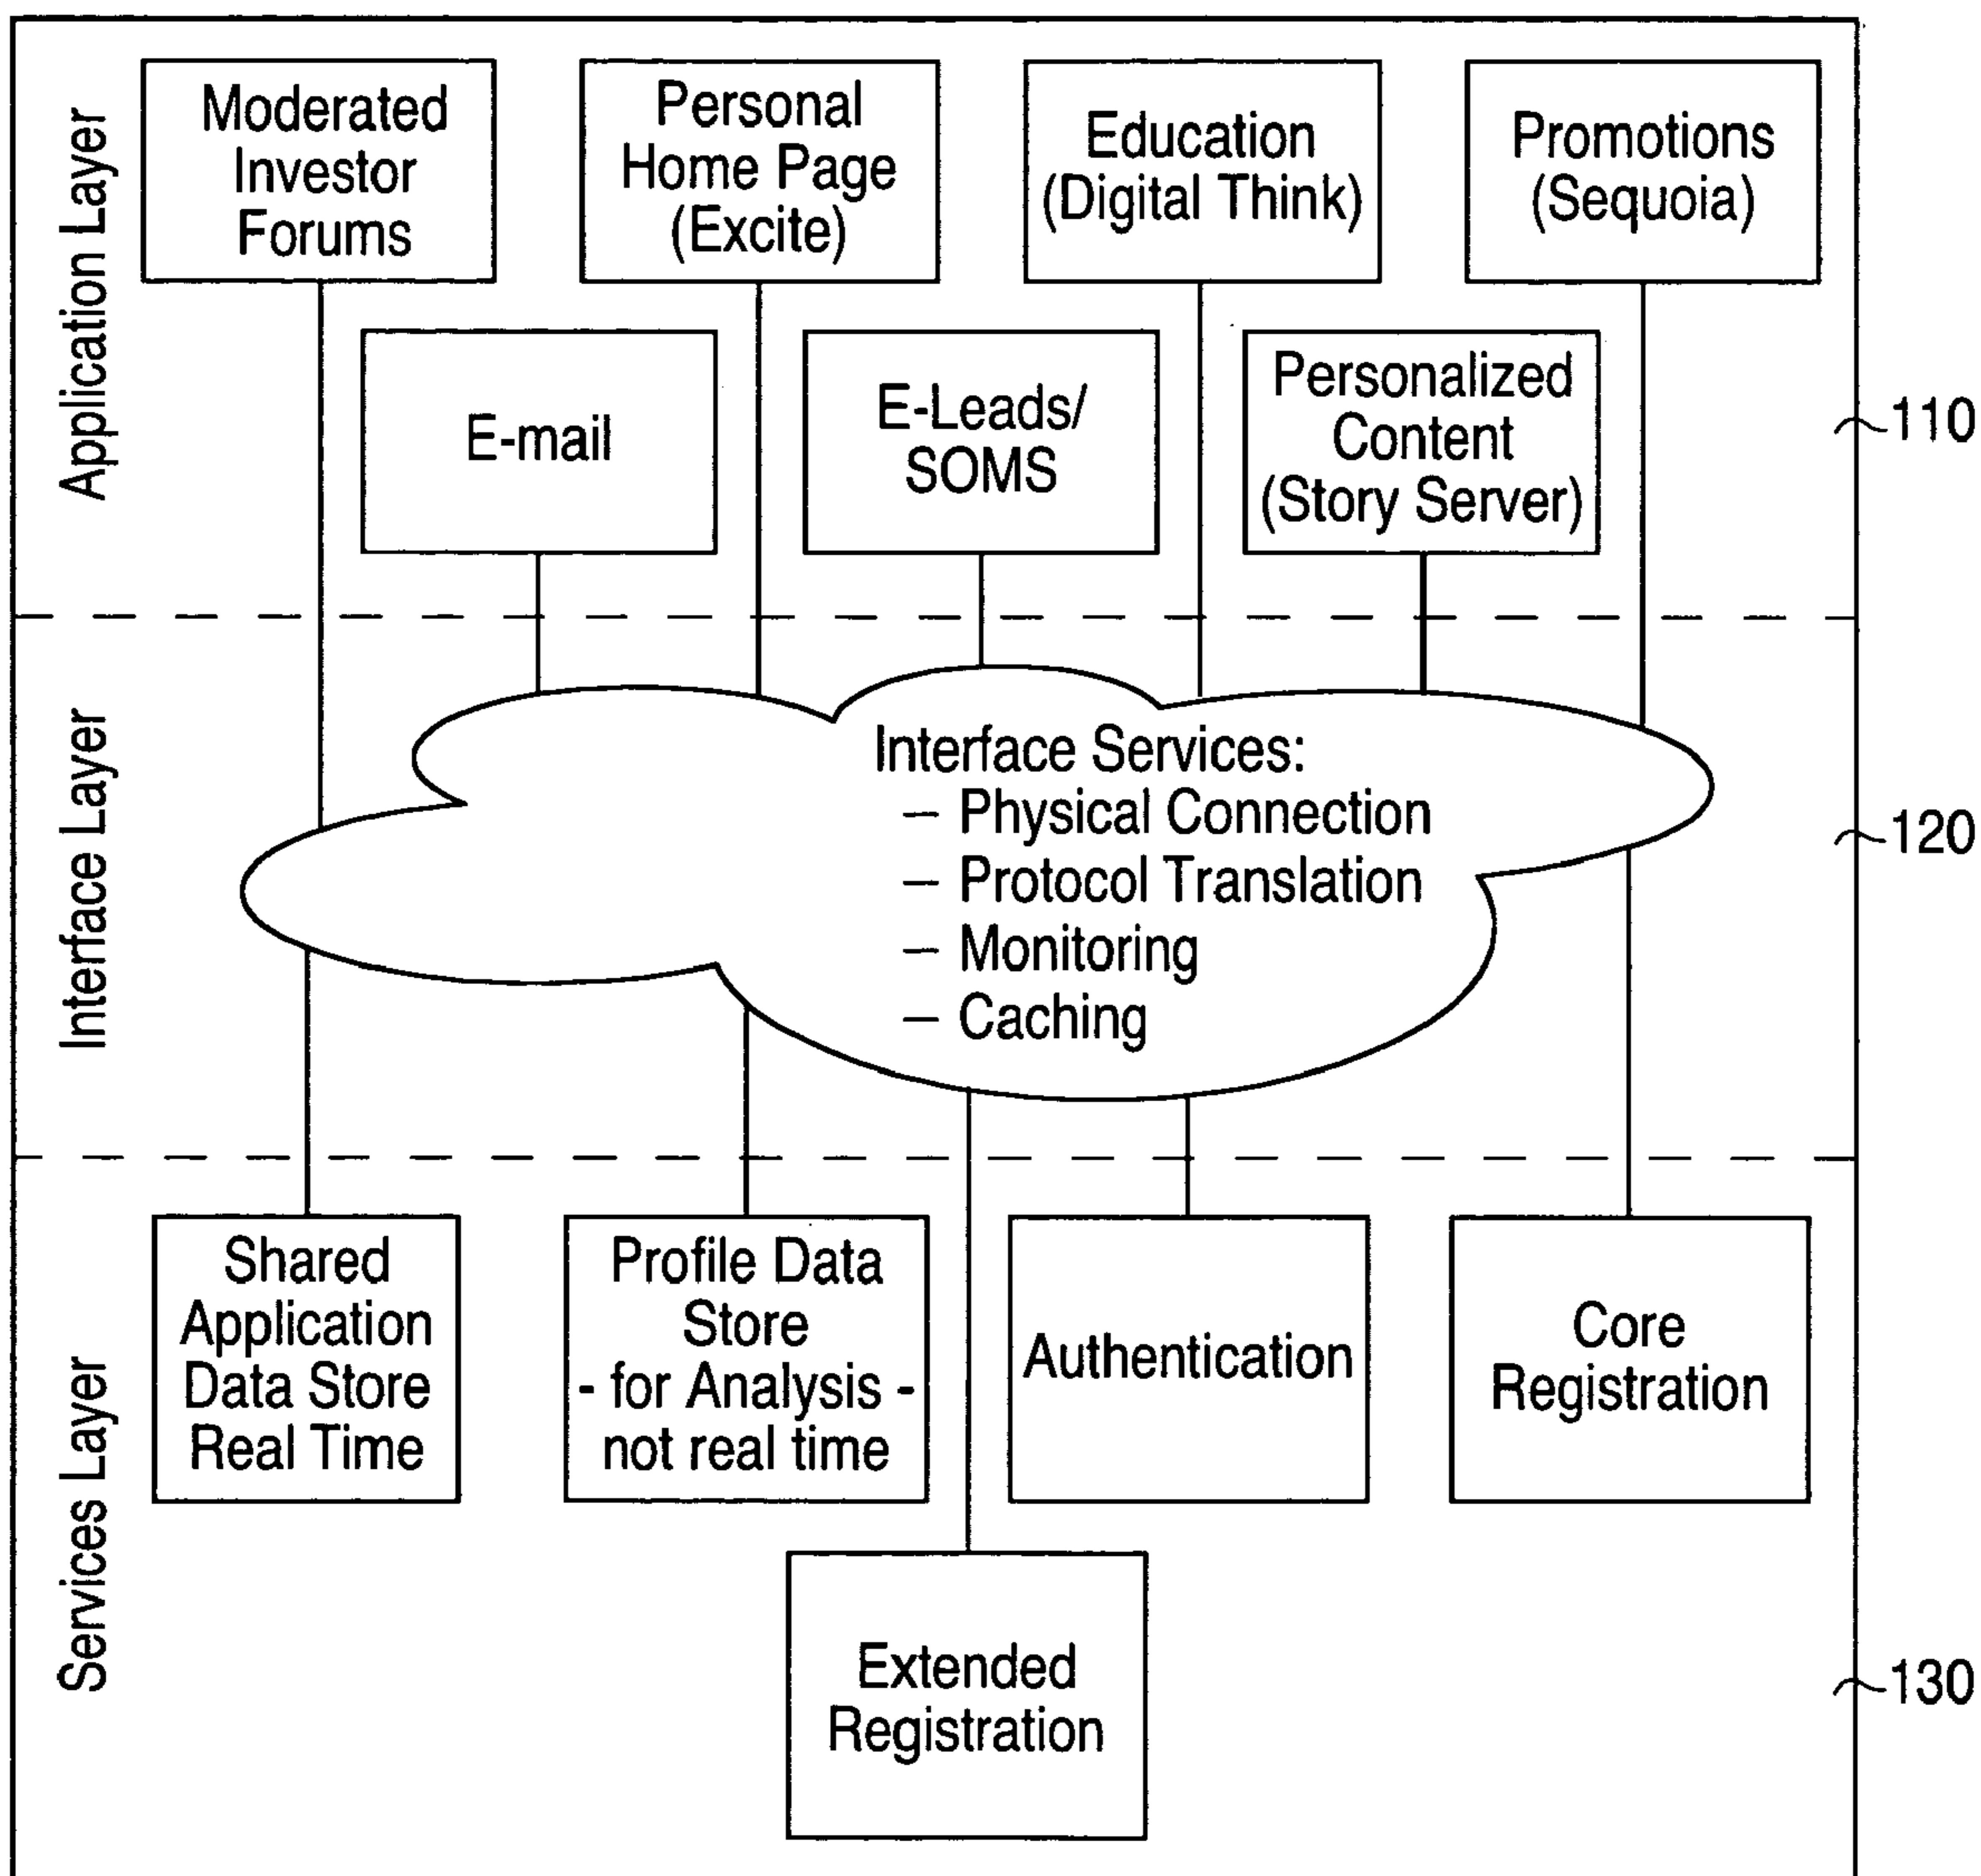 Application Layer
Moderated
Investor
Forums
Personal
Home Page
(Excite)
Education
(Digital Think)
Promotions
(Sequoia)
E-mail
E-Leads/
SOMS
Personalized
Content
(Story Server)
110
Interface Layer
Interface Services:
– Physical Connection
– Protocol Translation
– Monitoring
– Caching
120
Services Layer
Shared
Application
Data Store
Real Time
Profile Data
Store
- for Analysis -
not real time
Authentication
Core
Registration
Extended
Registration
130